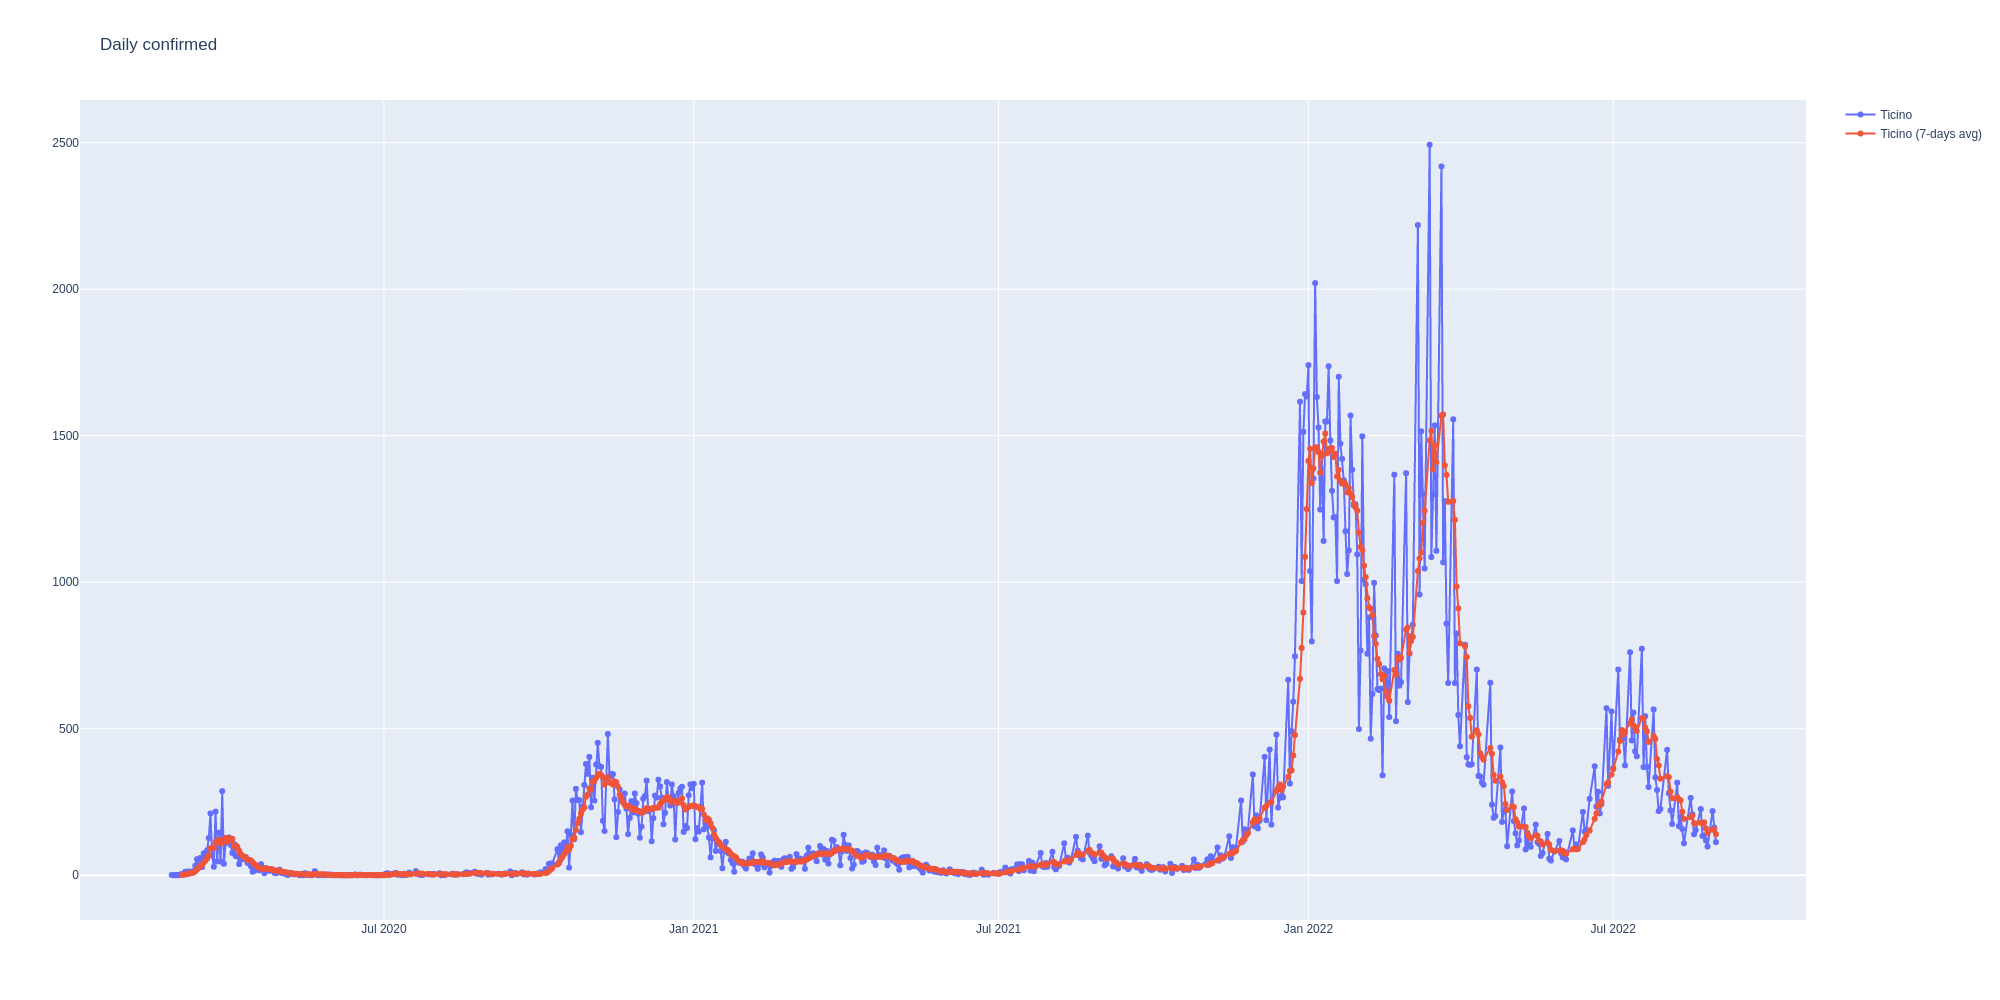 Daily confirmed
Ticino
Ticino (7-days avg)
2500
2000
1500
1000
500
0
Jul 2020
Jan 2021
Jul 2021
Jan 2022
Jul 2022